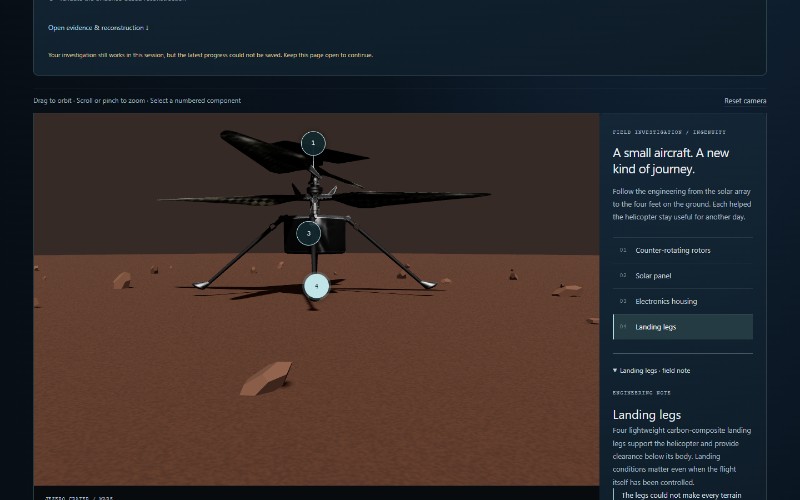 Open evidence & reconstruction ↓
Your investigation still works in this session, but the latest progress could not be saved. Keep this page open to continue.
Drag to orbit · Scroll or pinch to zoom · Select a numbered component
Reset camera
1
3
4
FIELD INVESTIGATION / INGENUITY
A small aircraft. A new
kind of journey.
Follow the engineering from the solar array
to the four feet on the ground. Each helped
the helicopter stay useful for another day.
01 Counter-rotating rotors
02 Solar panel
03 Electronics housing
04 Landing legs
▾ Landing legs · field note
ENGINEERING NOTE
Landing legs
Four lightweight carbon-composite landing
legs support the helicopter and provide
clearance below its body. Landing
conditions matter even when the flight
itself has been controlled.
The legs could not make every terrain
JEZERO CRATER / MARS